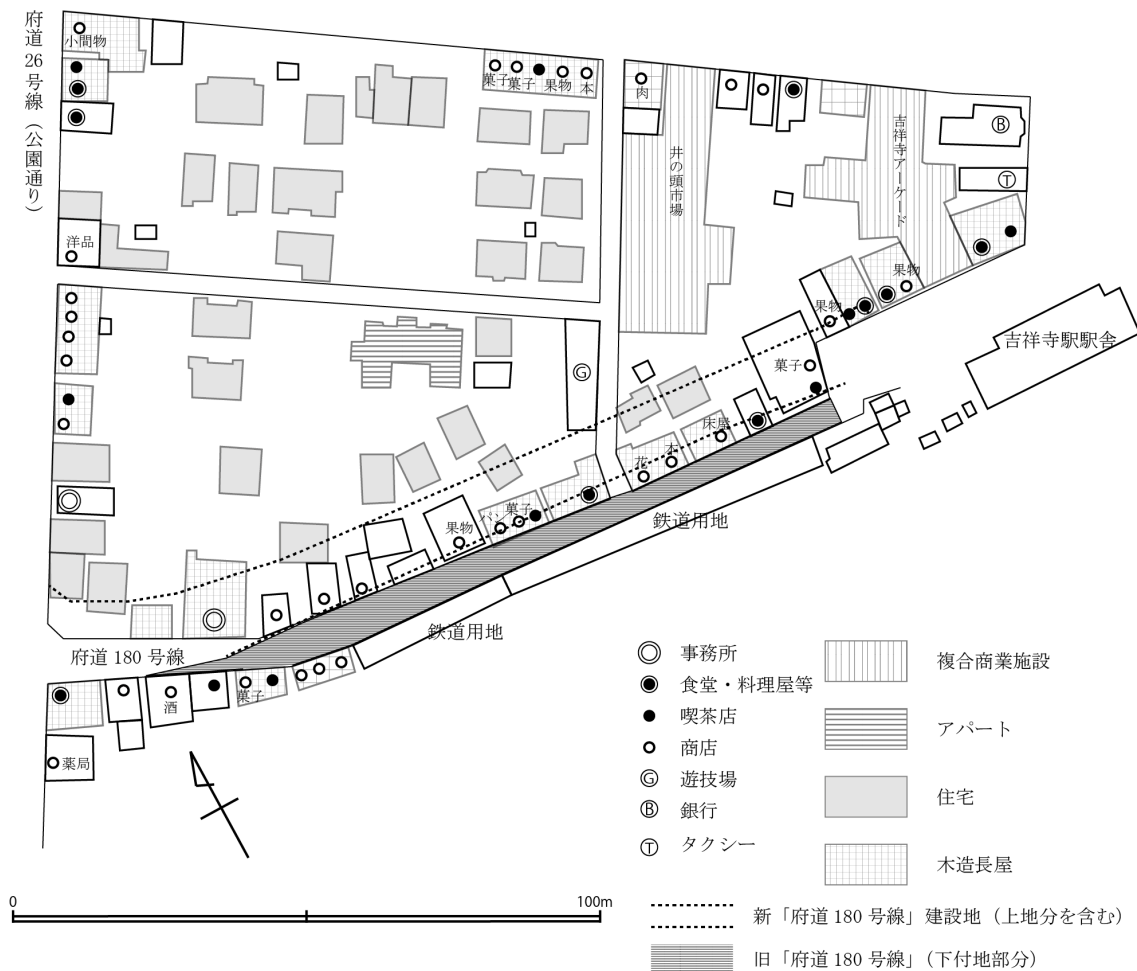 府道26号線（公園通り）
小間物
菓子
菓子
果物
本
肉
井の頭市場
吉祥寺アーケード
B
T
洋品
果物
果物
吉祥寺駅駅舎
菓子
G
床屋
花
本
菓子
パン
果物
鉄道用地
鉄道用地
府道180号線
菓子
酒
薬局
事務所
食堂・料理屋等
喫茶店
商店
G 遊技場
B 銀行
T タクシー
複合商業施設
アパート
住宅
木造長屋
0 100m
新「府道180号線」建設地（上地分を含む）
旧「府道180号線」（下付地部分）